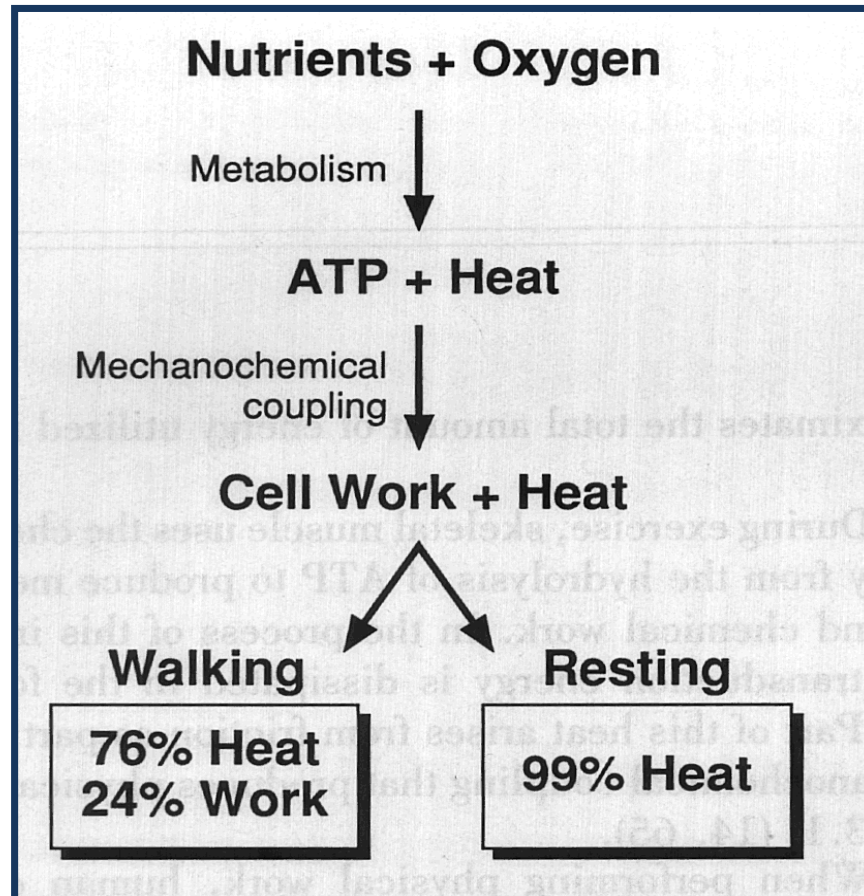 Nutrients + Oxygen
Metabolism
ATP + Heat
Mechanochemical
coupling
Cell Work + Heat
Walking
76% Heat
24% Work
Resting
99% Heat